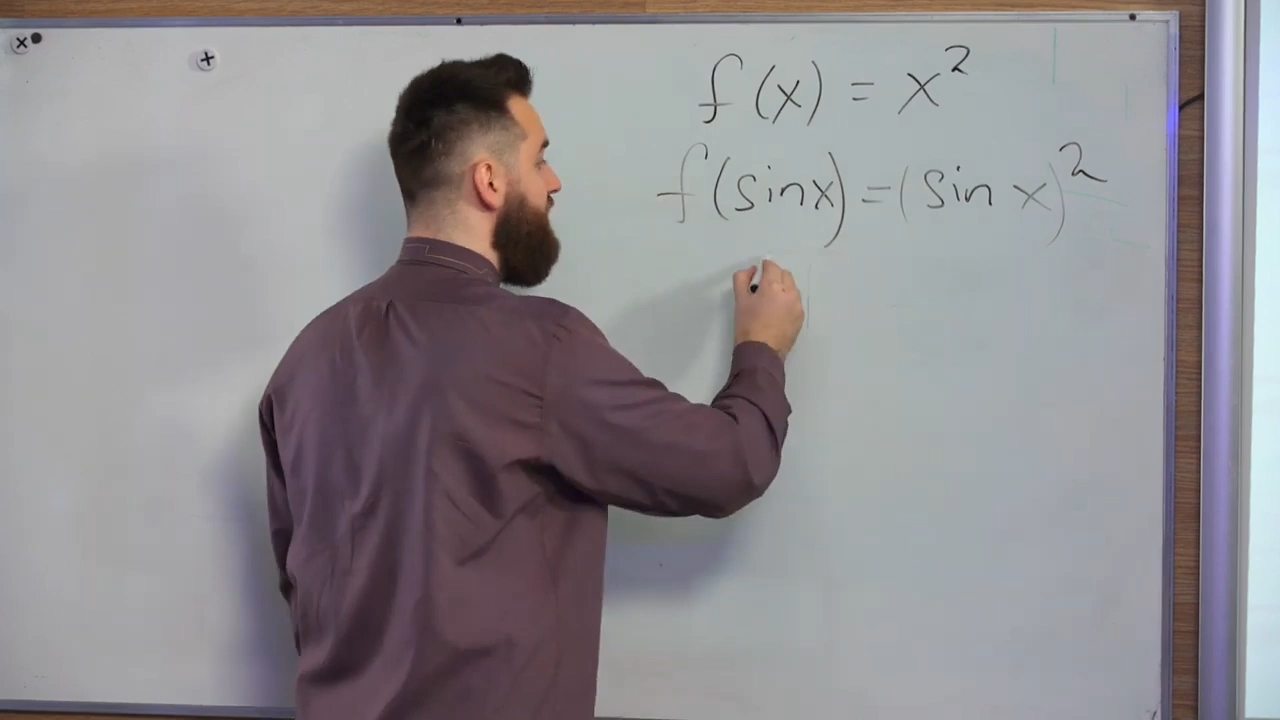 f(x) = x²
f(sinx) = (sin x)²